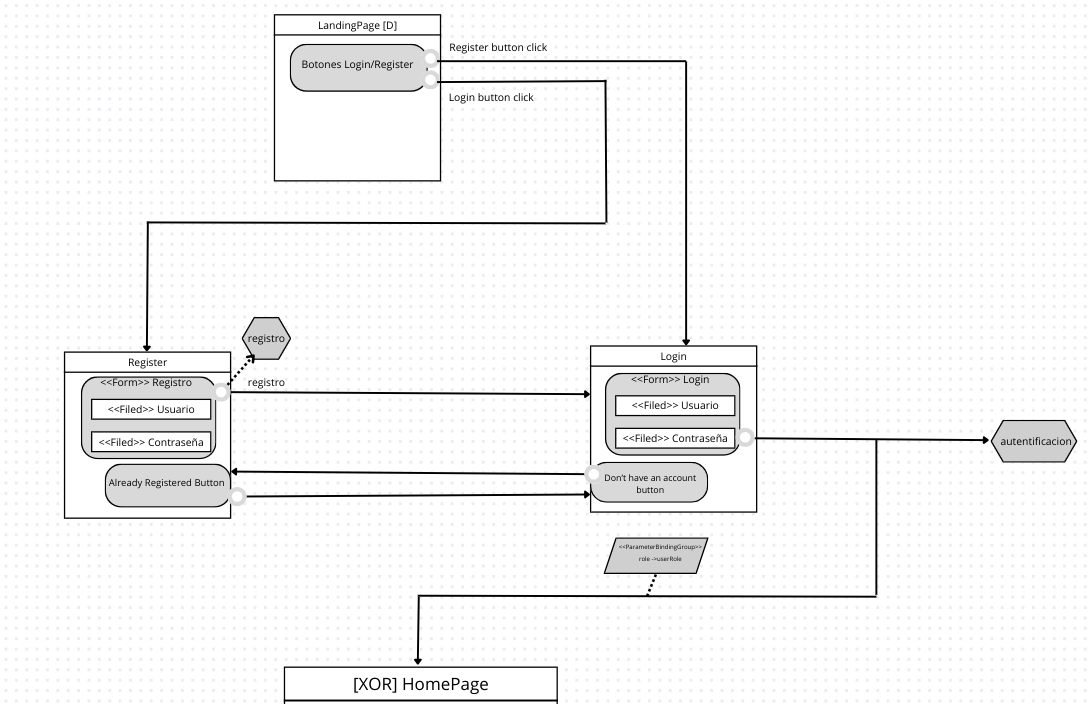 LandingPage [D]
Botones Login/Register
Register button click
Login button click
registro
Register
<<Form>> Registro
<<Filed>> Usuario
<<Filed>> Contraseña
Already Registered Button
registro
Login
<<Form>> Login
<<Filed>> Usuario
<<Filed>> Contraseña
Don't have an account
button
autentificacion
<<ParameterBindingGroup>>
role ->userRole
[XOR] HomePage